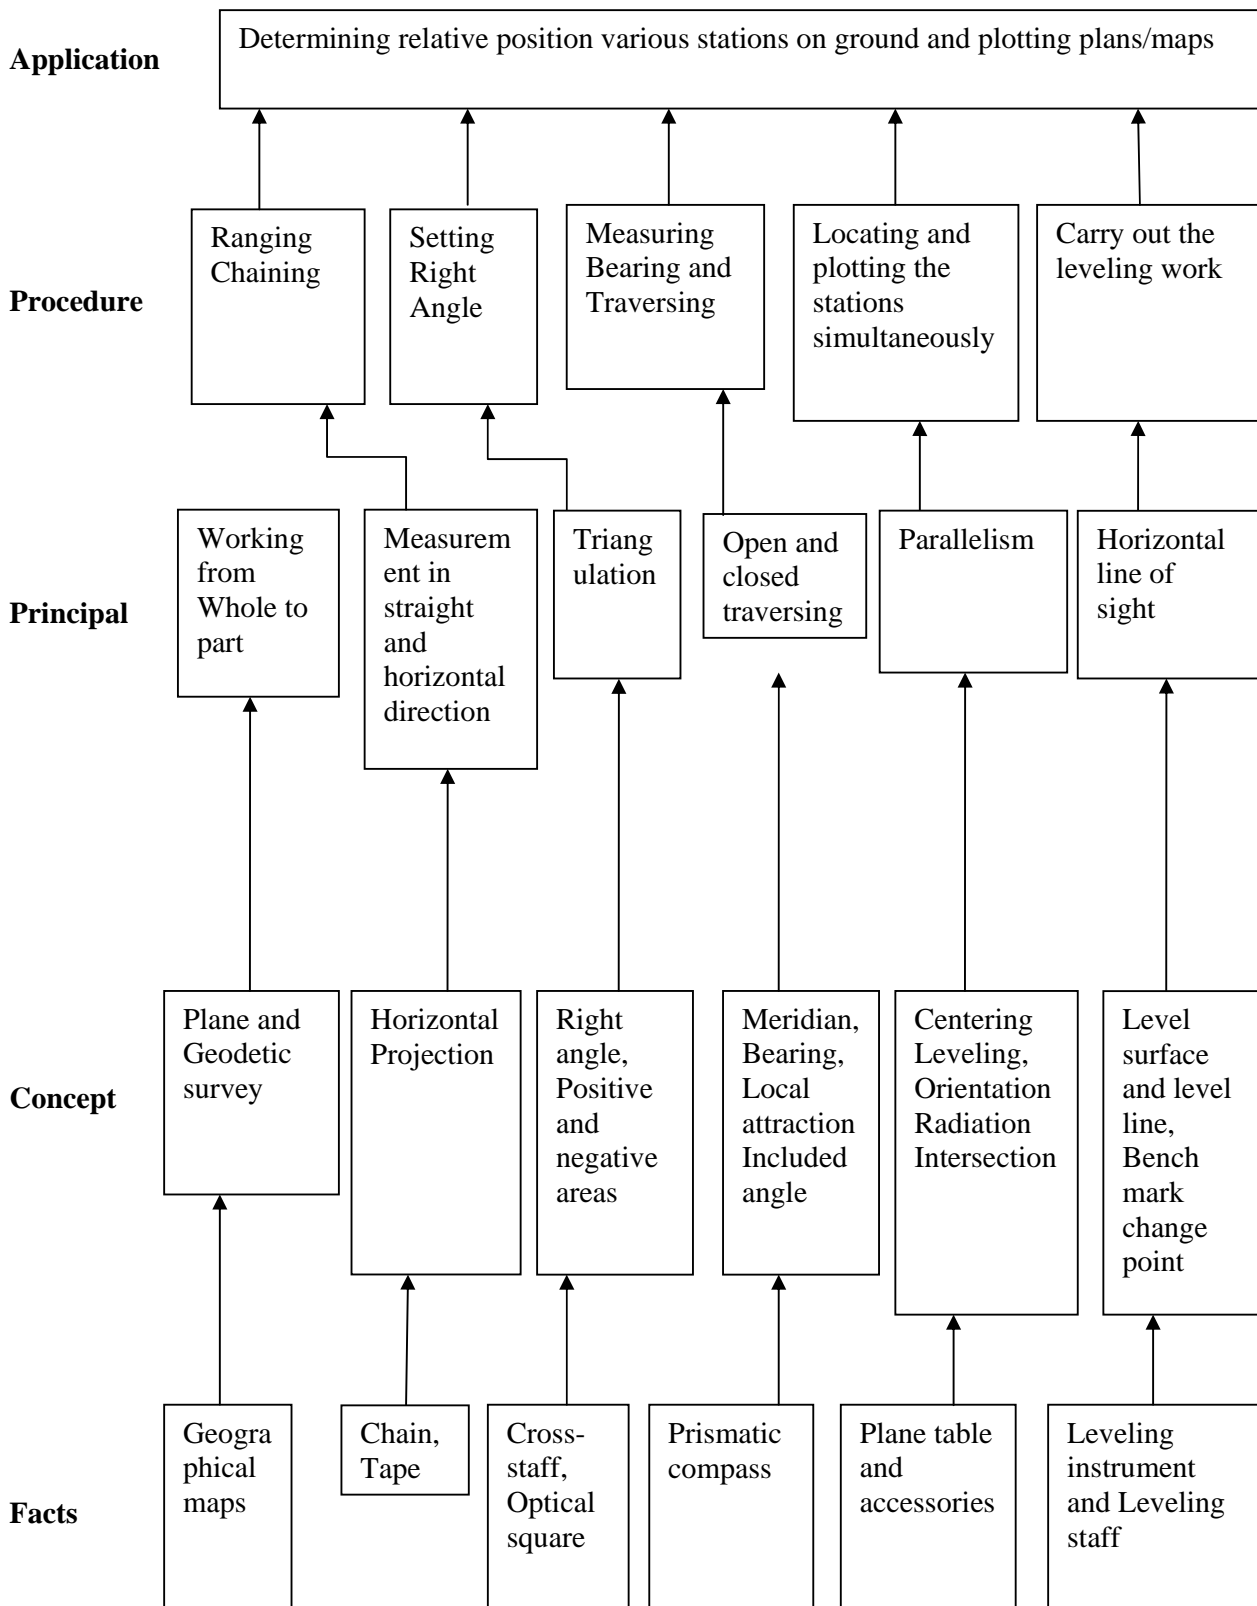 Application
Determining relative position various stations on ground and plotting plans/maps
Procedure
Ranging
Chaining
Setting
Right
Angle
Measuring
Bearing and
Traversing
Locating and
plotting the
stations
simultaneously
Carry out the
leveling work
Principal
Working
from
Whole to
part
Measurem
ent in
straight
and
horizontal
direction
Triang
ulation
Open and
closed
traversing
Parallelism
Horizontal
line of
sight
Concept
Plane and
Geodetic
survey
Horizontal
Projection
Right
angle,
Positive
and
negative
areas
Meridian,
Bearing,
Local
attraction
Included
angle
Centering
Leveling,
Orientation
Radiation
Intersection
Level
surface
and level
line,
Bench
mark
change
point
Facts
Geogra
phical
maps
Chain,
Tape
Cross-
staff,
Optical
square
Prismatic
compass
Plane table
and
accessories
Leveling
instrument
and Leveling
staff